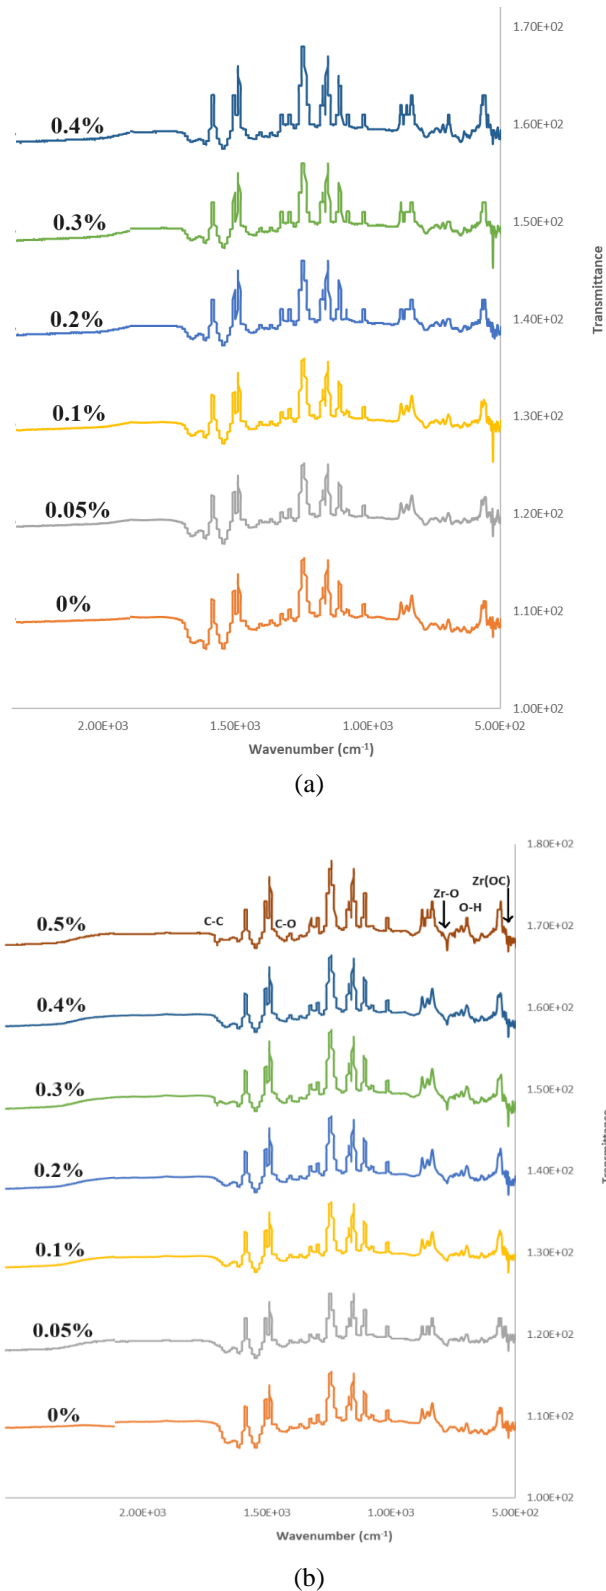 1.70E+02
0.4%
1.60E+02
0.3%
1.50E+02
Transmittance
0.2%
1.40E+02
0.1%
1.30E+02
0.05%
1.20E+02
0%
1.10E+02
1.00E+02
2.00E+03 1.50E+03 1.00E+03 5.00E+02
Wavenumber (cm⁻¹)
(a)
1.80E+02
Zr(OC)
Zr-O
O-H
C-C
C-O
0.5%
1.70E+02
0.4%
1.60E+02
0.3%
1.50E+02
Transmittance
0.2%
1.40E+02
0.1%
1.30E+02
0.05%
1.20E+02
0%
1.10E+02
1.00E+02
2.00E+03 1.50E+03 1.00E+03 5.00E+02
Wavenumber (cm⁻¹)
(b)